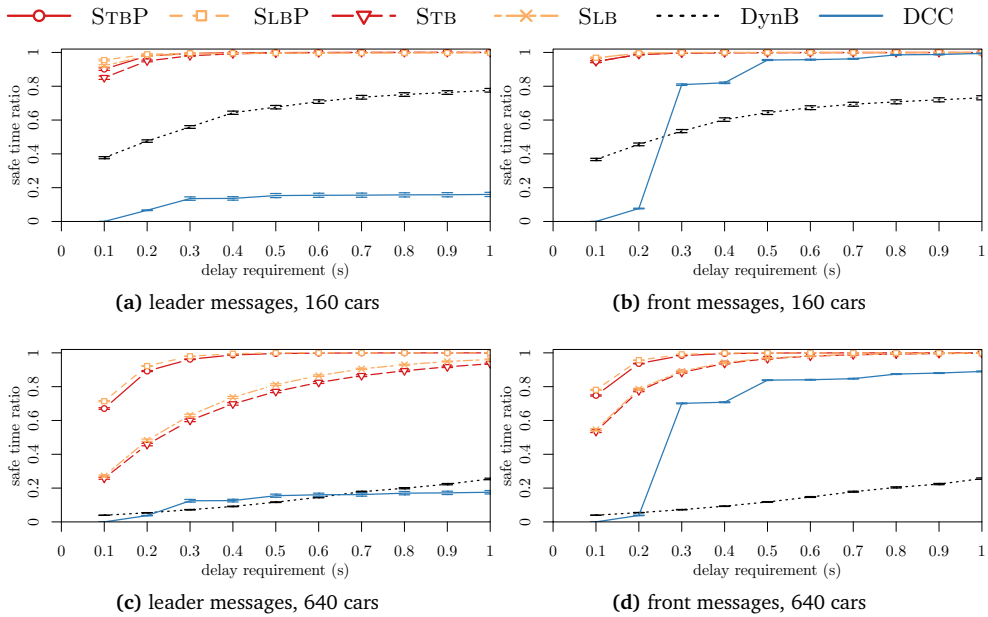 STBP SLBP STB SLB DynB DCC
safe time ratio
0 0.2 0.4 0.6 0.8 1
0 0.1 0.2 0.3 0.4 0.5 0.6 0.7 0.8 0.9 1
delay requirement (s)
(a) leader messages, 160 cars
safe time ratio
0 0.2 0.4 0.6 0.8 1
0 0.1 0.2 0.3 0.4 0.5 0.6 0.7 0.8 0.9 1
delay requirement (s)
(b) front messages, 160 cars
safe time ratio
0 0.2 0.4 0.6 0.8 1
0 0.1 0.2 0.3 0.4 0.5 0.6 0.7 0.8 0.9 1
delay requirement (s)
(c) leader messages, 640 cars
safe time ratio
0 0.2 0.4 0.6 0.8 1
0 0.1 0.2 0.3 0.4 0.5 0.6 0.7 0.8 0.9 1
delay requirement (s)
(d) front messages, 640 cars